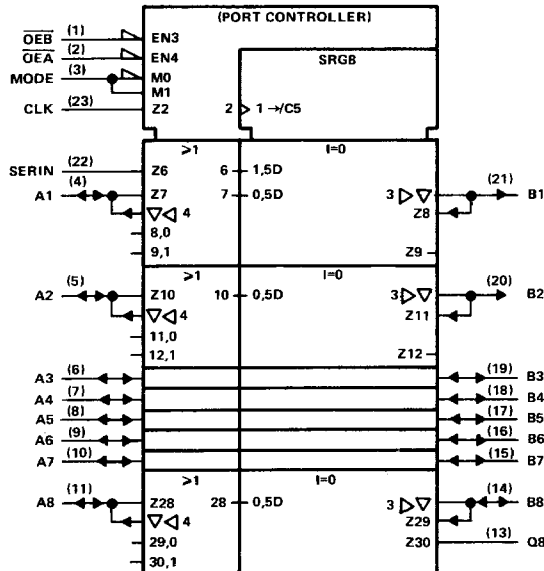 (PORT CONTROLLER)
OEB (1) EN3
OEA (2) EN4
MODE (3) M0
M1
CLK (23) Z2
SRG8
2 1 →/C5
≥1 I=0
SERIN (22) Z6 6 1,5D
A1 (4) Z7 7 0,5D 3 (21) B1
4 Z8
8,0
9,1 Z9
≥1 I=0
A2 (5) Z10 10 0,5D 3 (20) B2
4 Z11
11,0
12,1 Z12
A3 (6) (19) B3
A4 (7) (18) B4
A5 (8) (17) B5
A6 (9) (16) B6
A7 (10) (15) B7
≥1 I=0
A8 (11) Z28 28 0,5D 3 (14) B8
4 Z29
29,0 Z30 (13) Q8
30,1